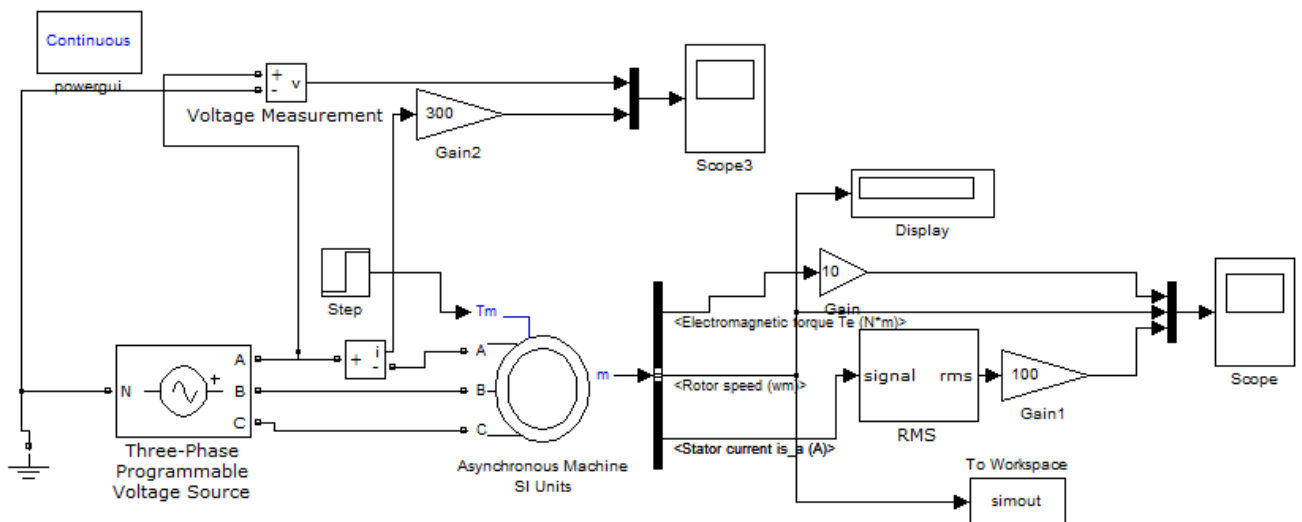 Continuous
powergui
+
-
v
Voltage Measurement
300
Gain2
Scope3
Display
Step
Tm
10
Gain
<Electromagnetic torque Te (N*m)>
Scope
N
+
A
B
C
+
i
-
A
B
C
m
<Rotor speed (wm)>
signal
rms
RMS
100
Gain1
<Stator current is_a (A)>
Three-Phase
Programmable
Voltage Source
Asynchronous Machine
SI Units
To Workspace
simout